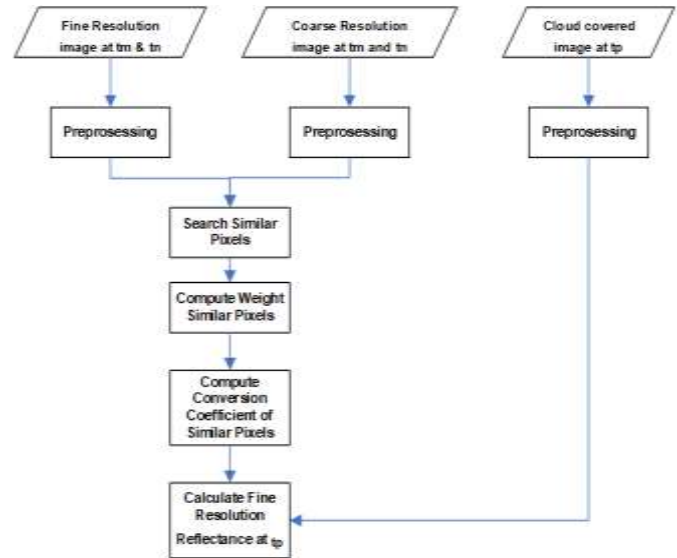 Fine Resolution
image at tm & tn
Coarse Resolution
image at tm and tn
Cloud covered
image at tp
Preprosessing
Preprosessing
Preprosessing
Search Similar
Pixels
Compute Weight
Similar Pixels
Compute
Conversion
Coefficient of
Similar Pixels
Calculate Fine
Resolution
Reflectance at tp